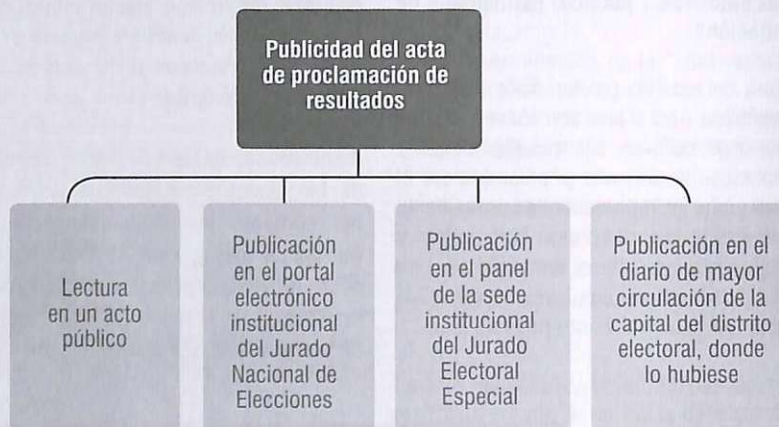 Publicidad del acta
de proclamación de
resultados
Lectura
en un acto
público
Publicación
en el portal
electrónico
institucional
del Jurado
Nacional de
Elecciones
Publicación
en el panel
de la sede
institucional
del Jurado
Electoral
Especial
Publicación en el
diario de mayor
circulación de la
capital del distrito
electoral, donde
lo hubiese